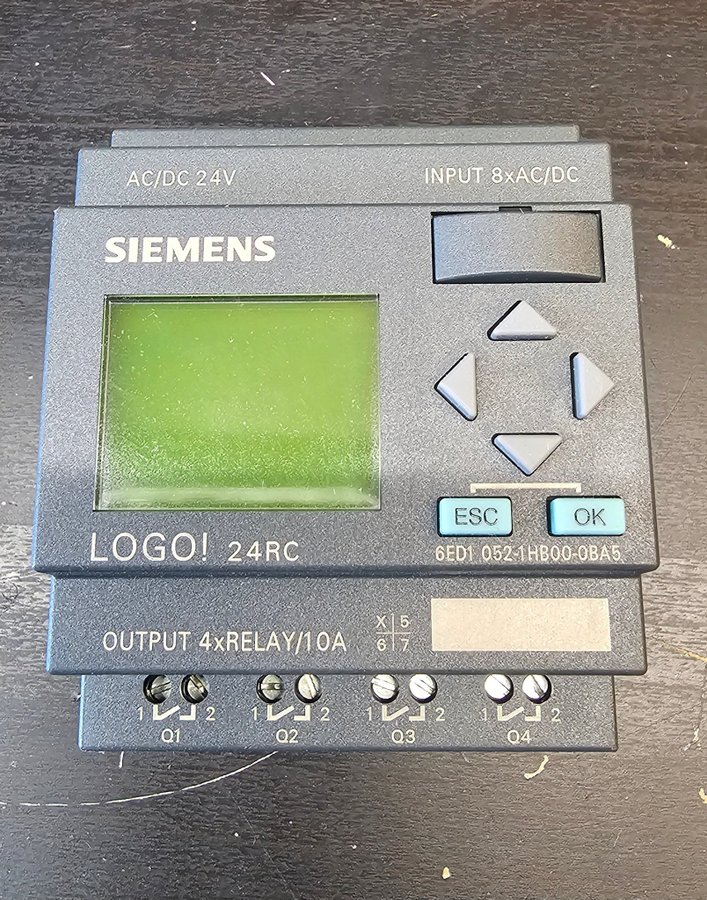 AC/DC 24V INPUT 8xAC/DC
SIEMENS
ESC OK
LOGO! 24RC 6ED1 052-1HB00-0BA5
OUTPUT 4xRELAY/10A
X 5
6 7
1 2 1 2 1 2 1 2
Q1 Q2 Q3 Q4